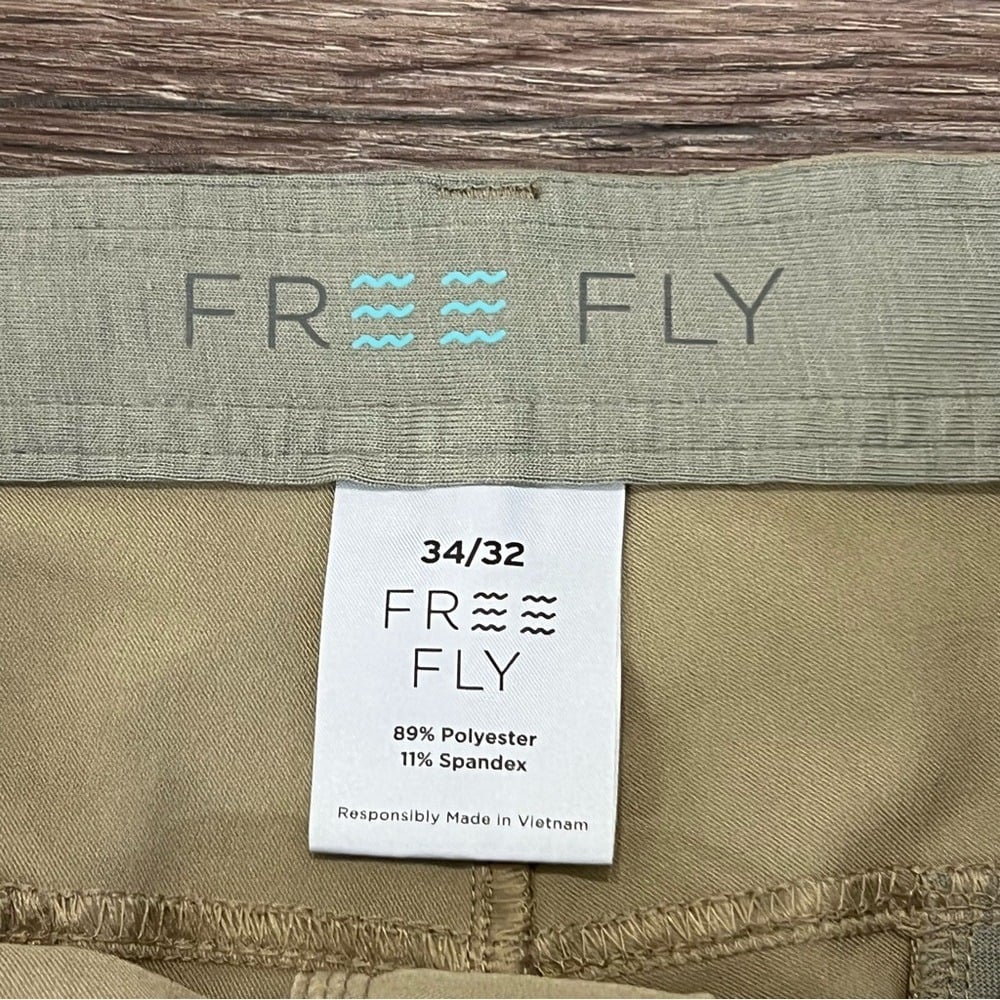 FREE FLY
34/32
FREE
FLY
89% Polyester
11% Spandex
Responsibly Made in Vietnam